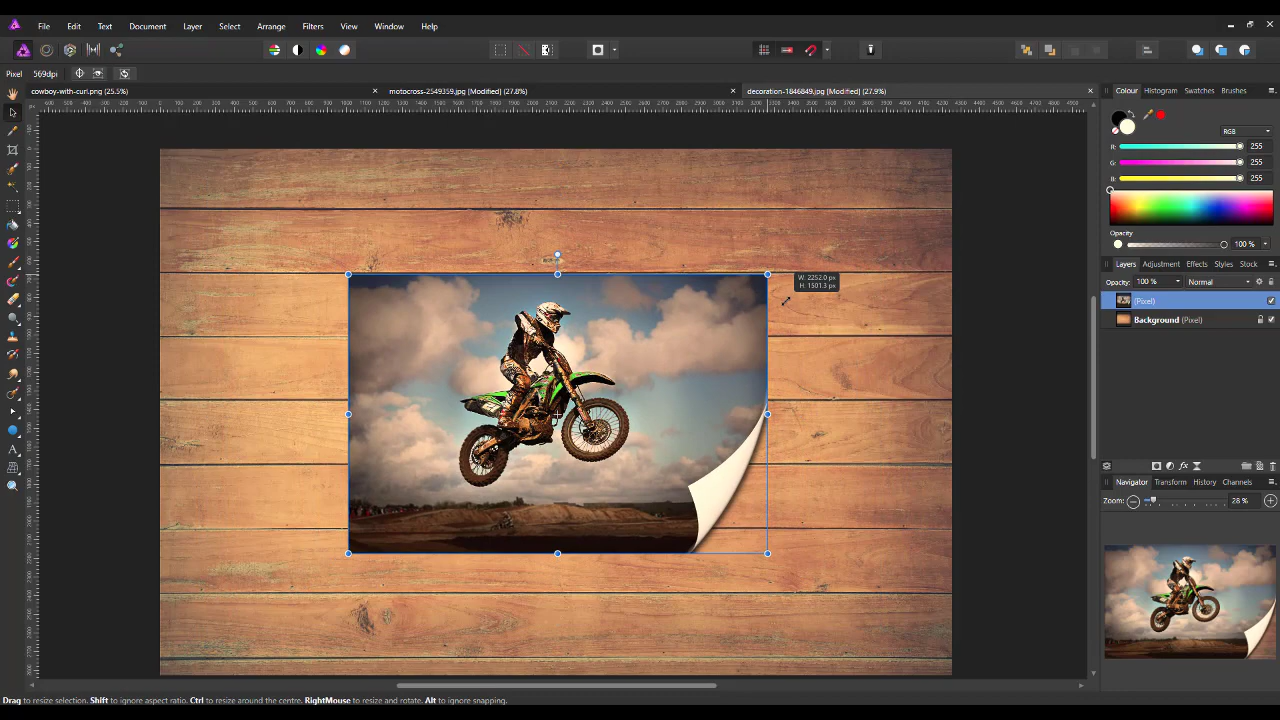 File Edit Text Document Layer Select Arrange Filters View Window Help
Pixel 569dpi
cowboy-with-curl.png (25.5%) motocross-2549359.jpg [Modified] (27.8%) decoration-1846849.jpg [Modified] (27.9%)
Colour Histogram Swatches Brushes
RGB
R: 255
G: 255
B: 255
Opacity
100 %
Layers Adjustment Effects Styles Stock
Opacity: 100 % Normal
(Pixel)
Background (Pixel)
W: 2252.0 px
H: 1501.3 px
fx
Navigator Transform History Channels
Zoom: 28 %
Drag to resize selection. Shift to ignore aspect ratio. Ctrl to resize around the centre. RightMouse to resize and rotate. Alt to ignore snapping.